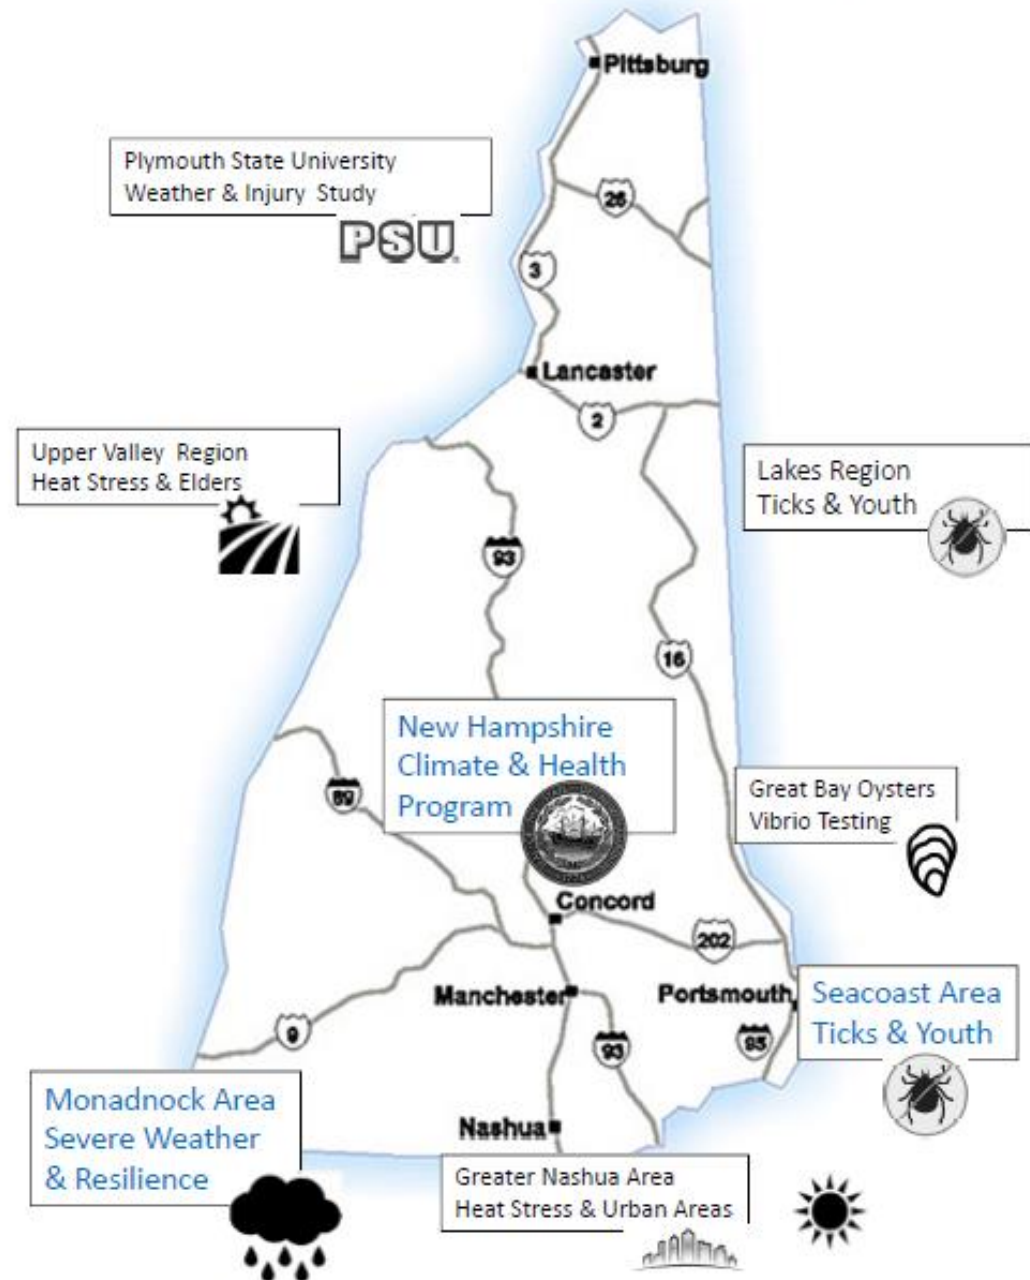 Pittsburg
Plymouth State University
Weather & Injury Study
PSU
26
3
Lancaster
2
Upper Valley Region
Heat Stress & Elders
Lakes Region
Ticks & Youth
93
16
New Hampshire
Climate & Health
Program
89
Great Bay Oysters
Vibrio Testing
Concord
202
Manchester
Portsmouth
Seacoast Area
Ticks & Youth
9
93
95
Monadnock Area
Severe Weather
& Resilience
Nashua
Greater Nashua Area
Heat Stress & Urban Areas